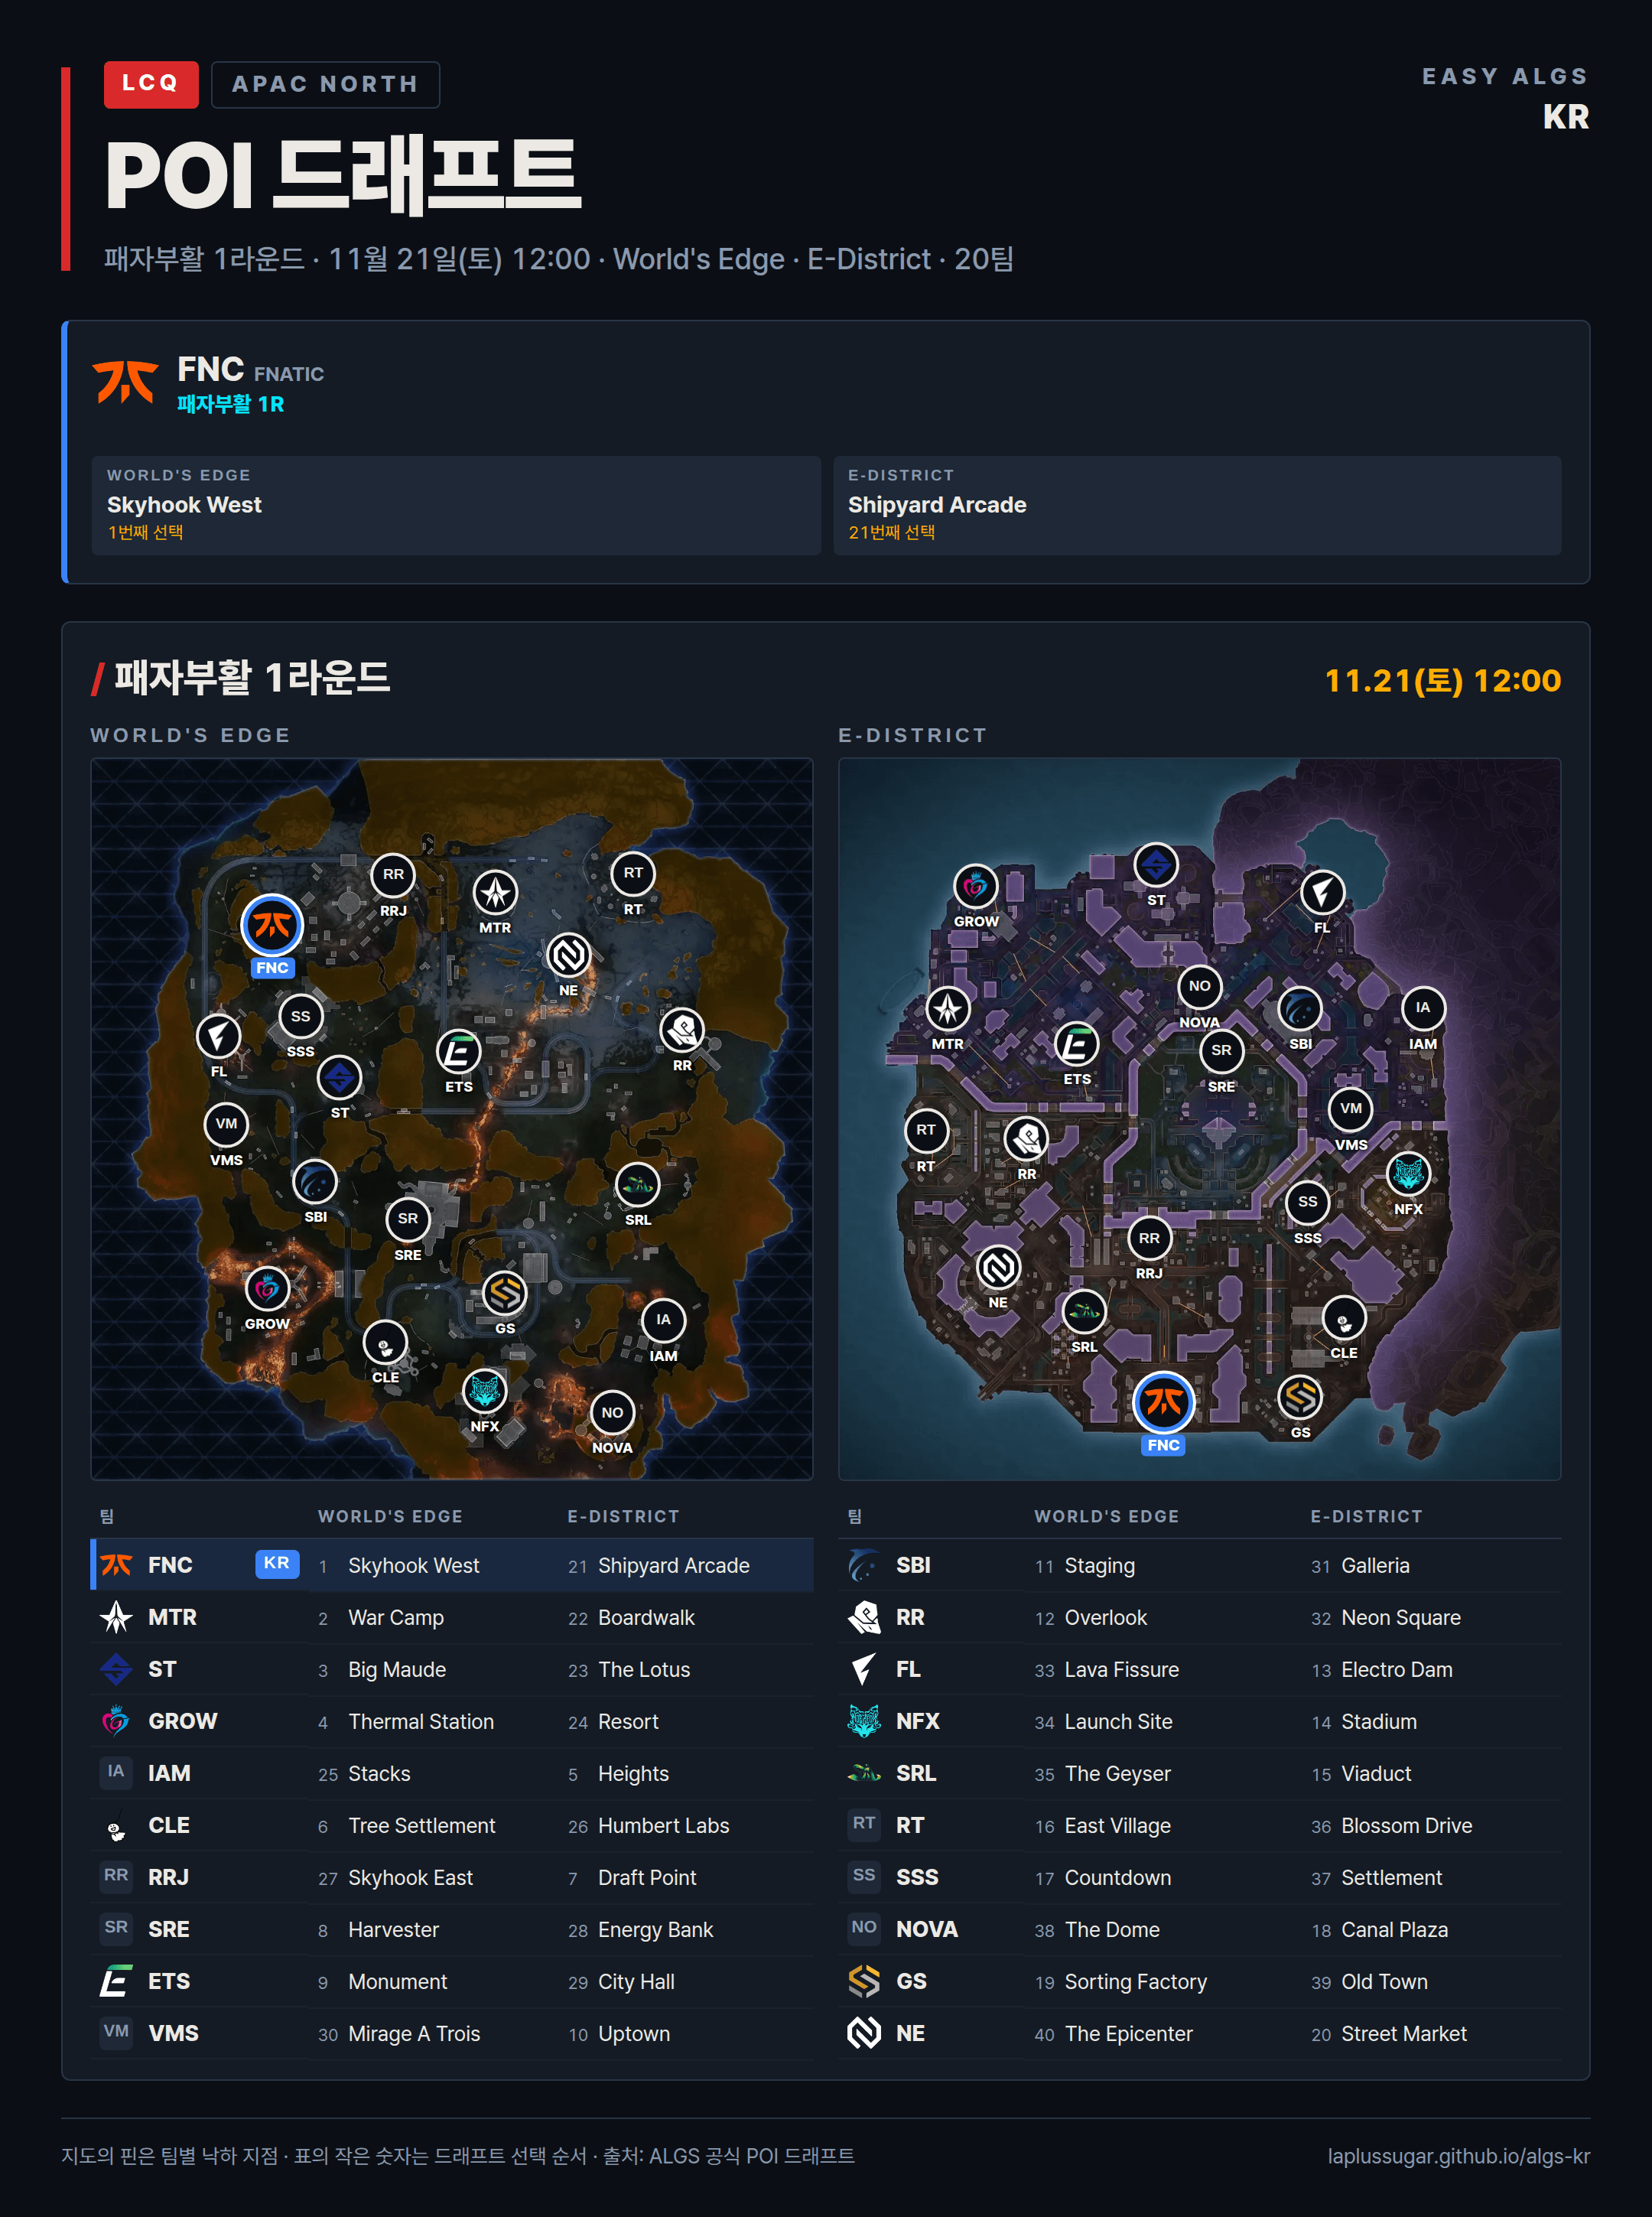 LCQ APAC NORTH
EASY ALGS
KR
POI 드래프트
패자부활 1라운드 · 11월 21일(토) 12:00 · World's Edge · E-District · 20팀
FNC FNATIC
패자부활 1R
WORLD'S EDGE
Skyhook West
1번째 선택
E-DISTRICT
Shipyard Arcade
21번째 선택
/ 패자부활 1라운드
11.21(토) 12:00
WORLD'S EDGE
RR
RRJ
MTR
RT
RT
FNC
NE
SS
SSS
FL
ETS
RR
ST
VM
VMS
SBI
SRL
SR
SRE
GROW
GS
IA
IAM
CLE
NFX
NO
NOVA
E-DISTRICT
ST
GROW
FL
NO
NOVA
MTR
SBI
IA
IAM
ETS
SR
SRE
VM
VMS
RT
RT
RR
NFX
SS
SSS
RR
RRJ
NE
SRL
CLE
FNC
GS
팀 WORLD'S EDGE E-DISTRICT
FNC KR 1 Skyhook West 21 Shipyard Arcade
MTR 2 War Camp 22 Boardwalk
ST 3 Big Maude 23 The Lotus
GROW 4 Thermal Station 24 Resort
IA IAM 25 Stacks 5 Heights
CLE 6 Tree Settlement 26 Humbert Labs
RR RRJ 27 Skyhook East 7 Draft Point
SR SRE 8 Harvester 28 Energy Bank
ETS 9 Monument 29 City Hall
VM VMS 30 Mirage A Trois 10 Uptown
팀 WORLD'S EDGE E-DISTRICT
SBI 11 Staging 31 Galleria
RR 12 Overlook 32 Neon Square
FL 33 Lava Fissure 13 Electro Dam
NFX 34 Launch Site 14 Stadium
SRL 35 The Geyser 15 Viaduct
RT RT 16 East Village 36 Blossom Drive
SS SSS 17 Countdown 37 Settlement
NO NOVA 38 The Dome 18 Canal Plaza
GS 19 Sorting Factory 39 Old Town
NE 40 The Epicenter 20 Street Market
지도의 핀은 팀별 낙하 지점 · 표의 작은 숫자는 드래프트 선택 순서 · 출처: ALGS 공식 POI 드래프트
laplussugar.github.io/algs-kr